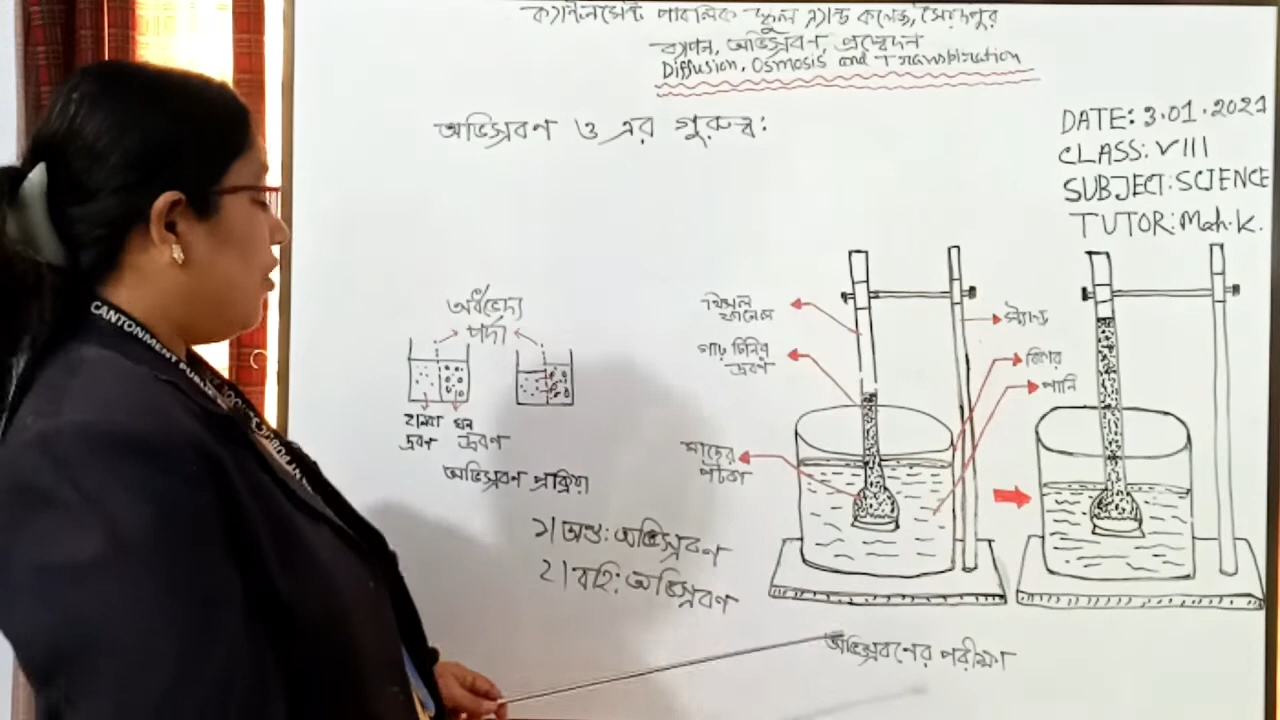 ক্যান্টনমেন্ট পাবলিক স্কুল এ্যান্ড কলেজ, সৈয়দপুর
ব্যাপন, অভিস্রবণ, প্রস্বেদন
Diffusion, Osmosis and Transpiration
অভিস্রবণ ও এর গুরুত্ব:
DATE: 3.01.2021
CLASS: VIII
SUBJECT: SCIENCE
TUTOR: Mah.K.
অর্ধভেদ্য
পর্দা
হালকা
দ্রবণ
ঘন
দ্রবণ
অভিস্রবণ প্রক্রিয়া
১। অন্ত: অভিস্রবণ
২। বহি: অভিস্রবণ
থিসল
ফানেল
গাঢ় চিনির
দ্রবণ
মাছের
পটকা
স্ট্যান্ড
বিকার
পানি
অভিস্রবণের পরীক্ষা
CANTONMENT PUBLIC